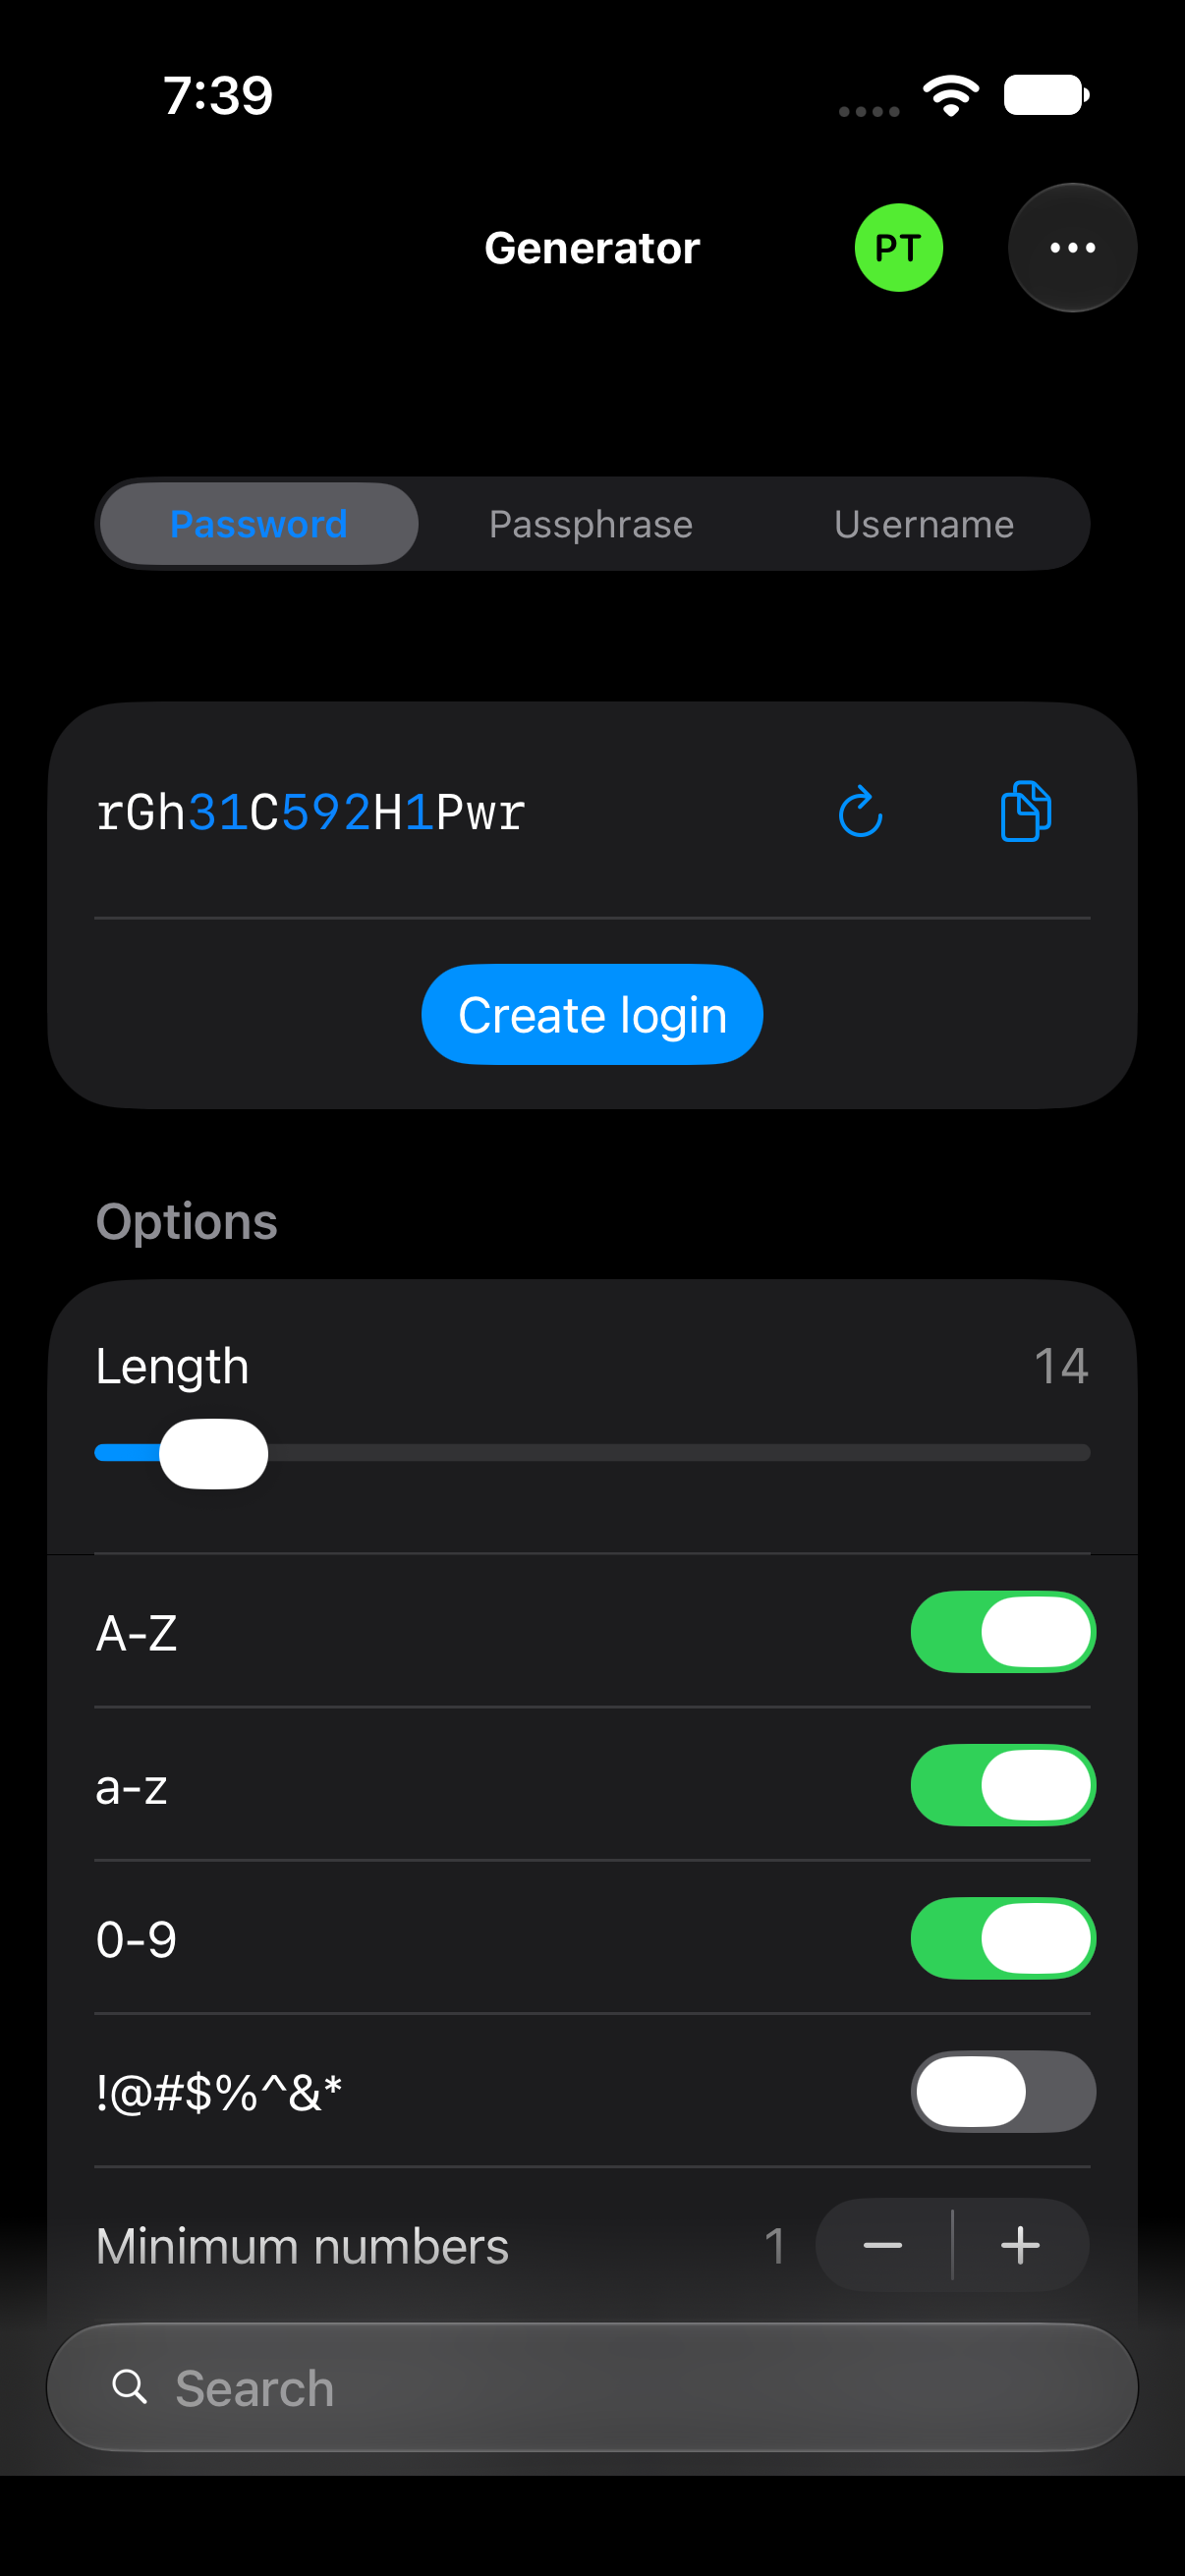 7:39
Generator
PT
Password Passphrase Username
rGh31C592H1Pwr
Create login
Options
Length 14
A-Z
a-z
0-9
!@#$%^&*
Minimum numbers 1
Search